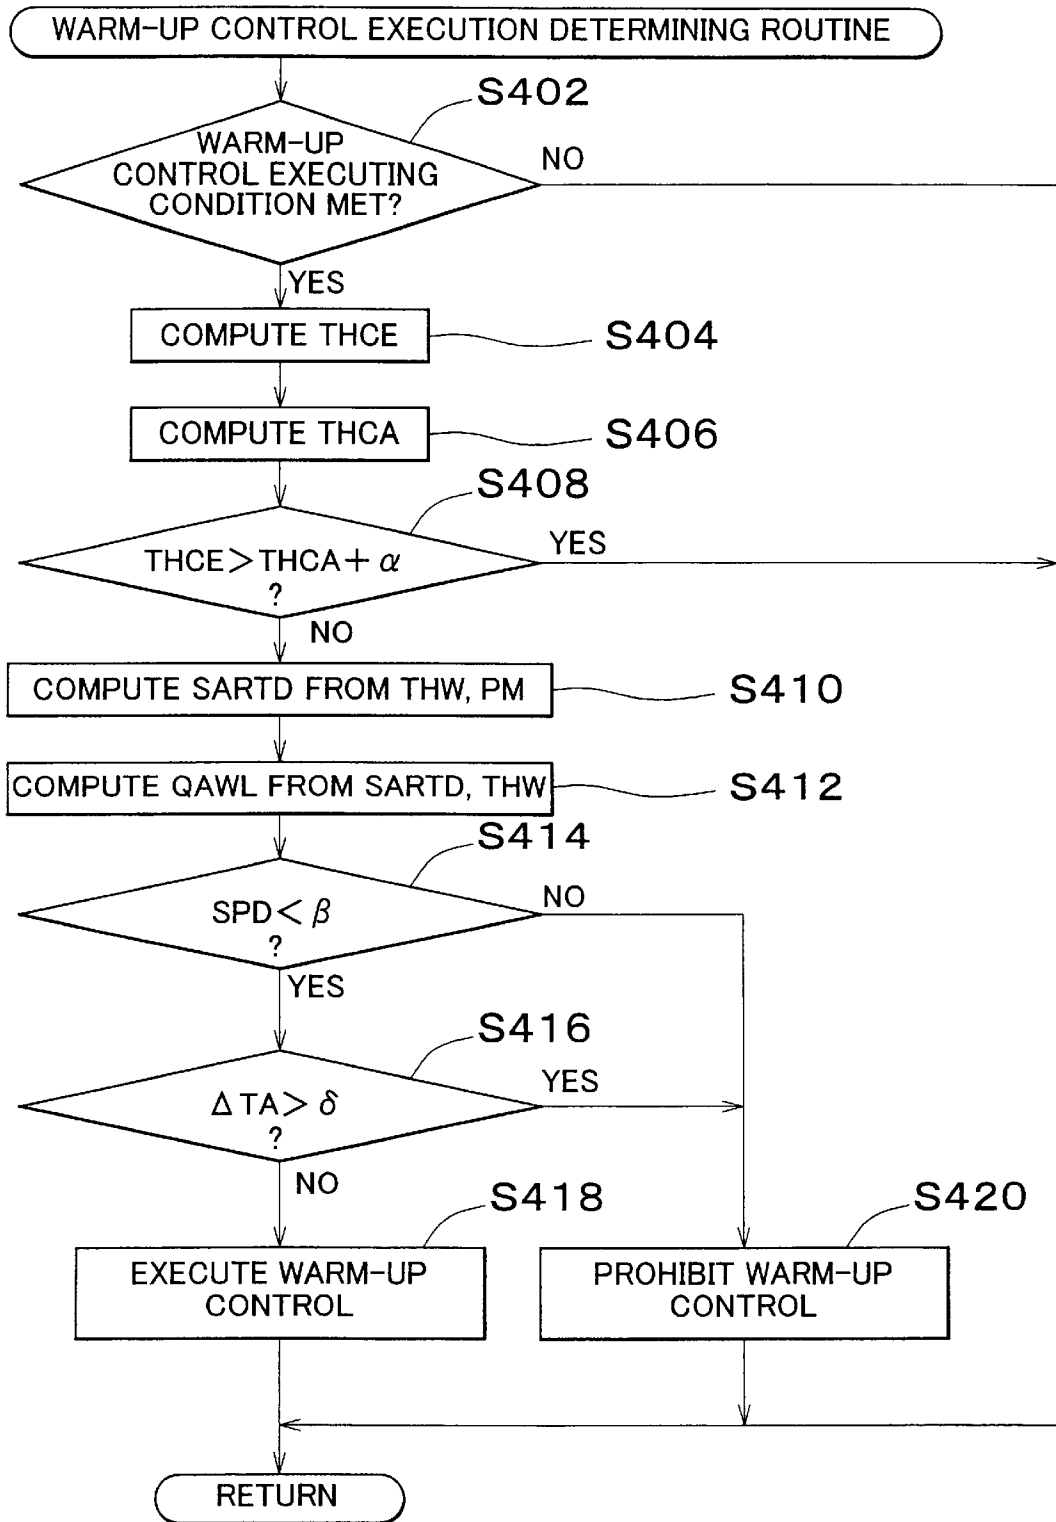 WARM-UP CONTROL EXECUTION DETERMINING ROUTINE
S402
WARM-UP
CONTROL EXECUTING
CONDITION MET?
NO
YES
COMPUTE THCE
S404
COMPUTE THCA
S406
S408
THCE>THCA+ α
?
YES
NO
COMPUTE SARTD FROM THW, PM
S410
COMPUTE QAWL FROM SARTD, THW
S412
S414
SPD< β
?
NO
YES
S416
Δ TA> δ
?
YES
NO
S418
EXECUTE WARM-UP
CONTROL
S420
PROHIBIT WARM-UP
CONTROL
RETURN